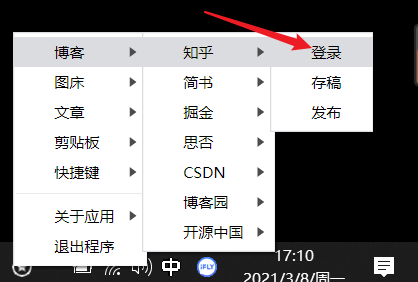 博客
图床
文章
剪贴板
快捷键
关于应用
退出程序
知乎
简书
掘金
思否
CSDN
博客园
开源中国
登录
存稿
发布
中
iFLY
17:10
2021/3/8/周一